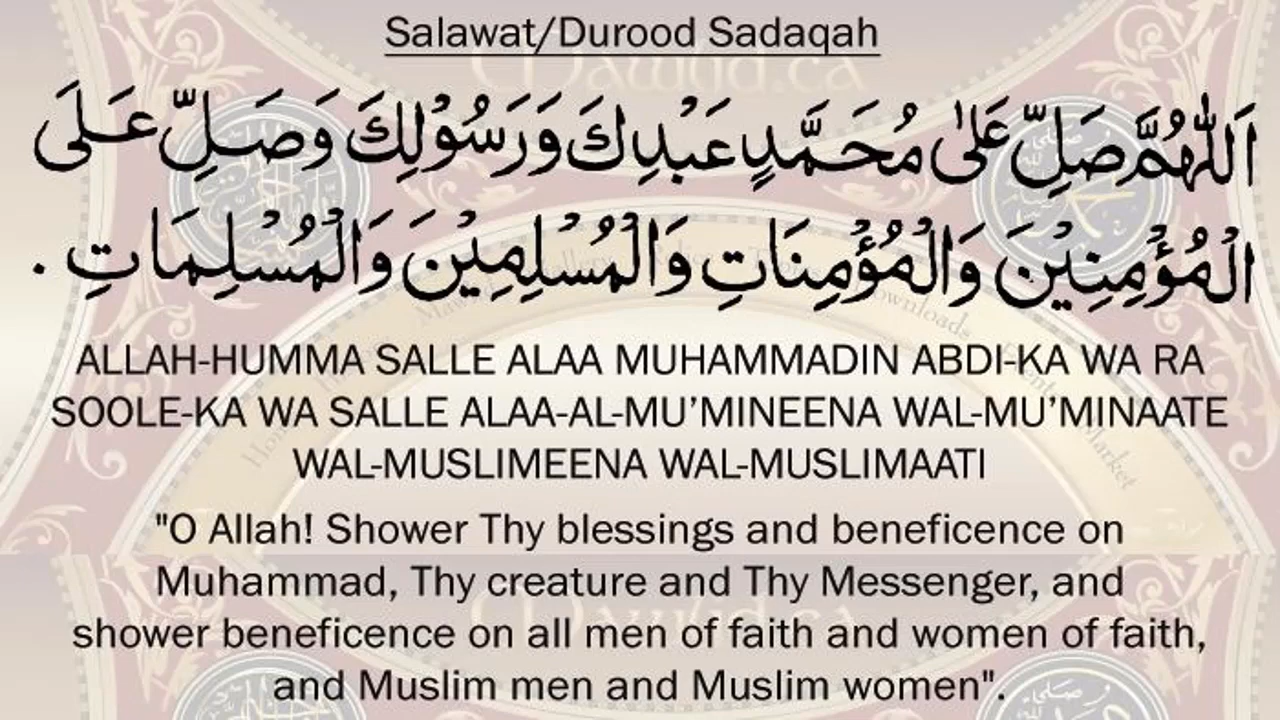 Salawat/Durood Sadaqah
اَللّٰهُمَّ صَلِّ عَلٰى مُحَمَّدٍ عَبْدِكَ وَرَسُوْلِكَ وَصَلِّ عَلَى
الْمُؤْمِنِيْنَ وَالْمُؤْمِنَاتِ وَالْمُسْلِمِيْنَ وَالْمُسْلِمَاتِ .
ALLAH-HUMMA SALLE ALAA MUHAMMADIN ABDI-KA WA RA
SOOLE-KA WA SALLE ALAA-AL-MU’MINEENA WAL-MU’MINAATE
WAL-MUSLIMEENA WAL-MUSLIMAATI
"O Allah! Shower Thy blessings and beneficence on
Muhammad, Thy creature and Thy Messenger, and
shower beneficence on all men of faith and women of faith,
and Muslim men and Muslim women".